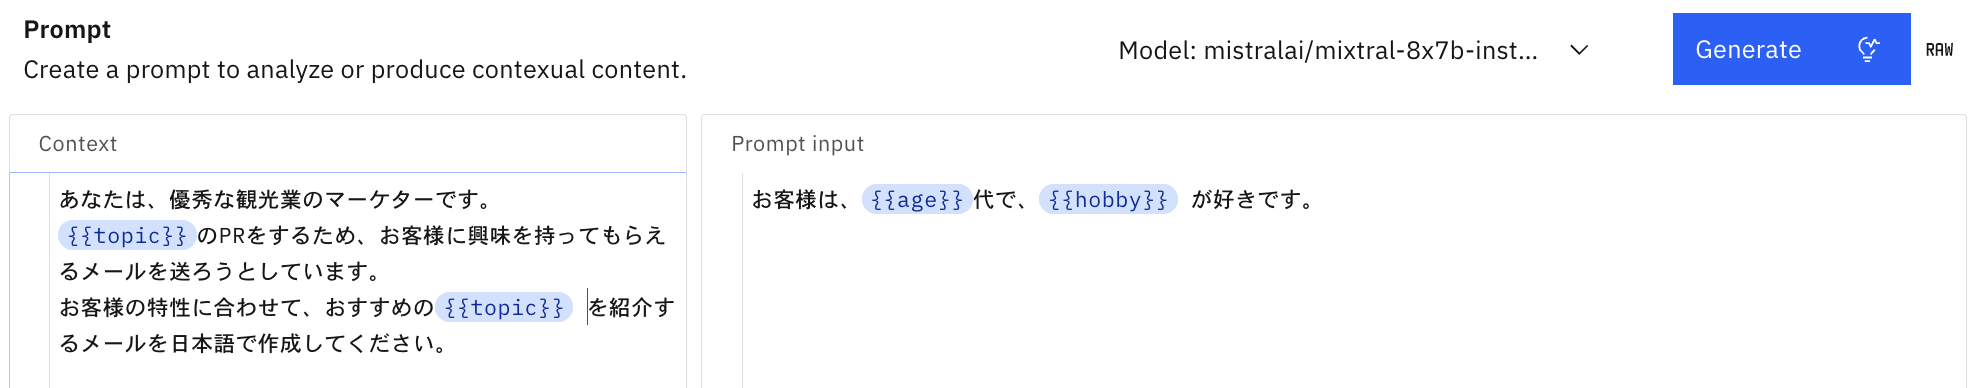 Prompt
Create a prompt to analyze or produce contexual content.
Model: mistralai/mixtral-8x7b-inst...
Generate
RAW
Context
あなたは、優秀な観光業のマーケターです。
{{topic}}のPRをするため、お客様に興味を持ってもらえ
るメールを送ろうとしています。
お客様の特性に合わせて、おすすめの{{topic}} を紹介す
るメールを日本語で作成してください。
Prompt input
お客様は、{{age}}代で、{{hobby}} が好きです。